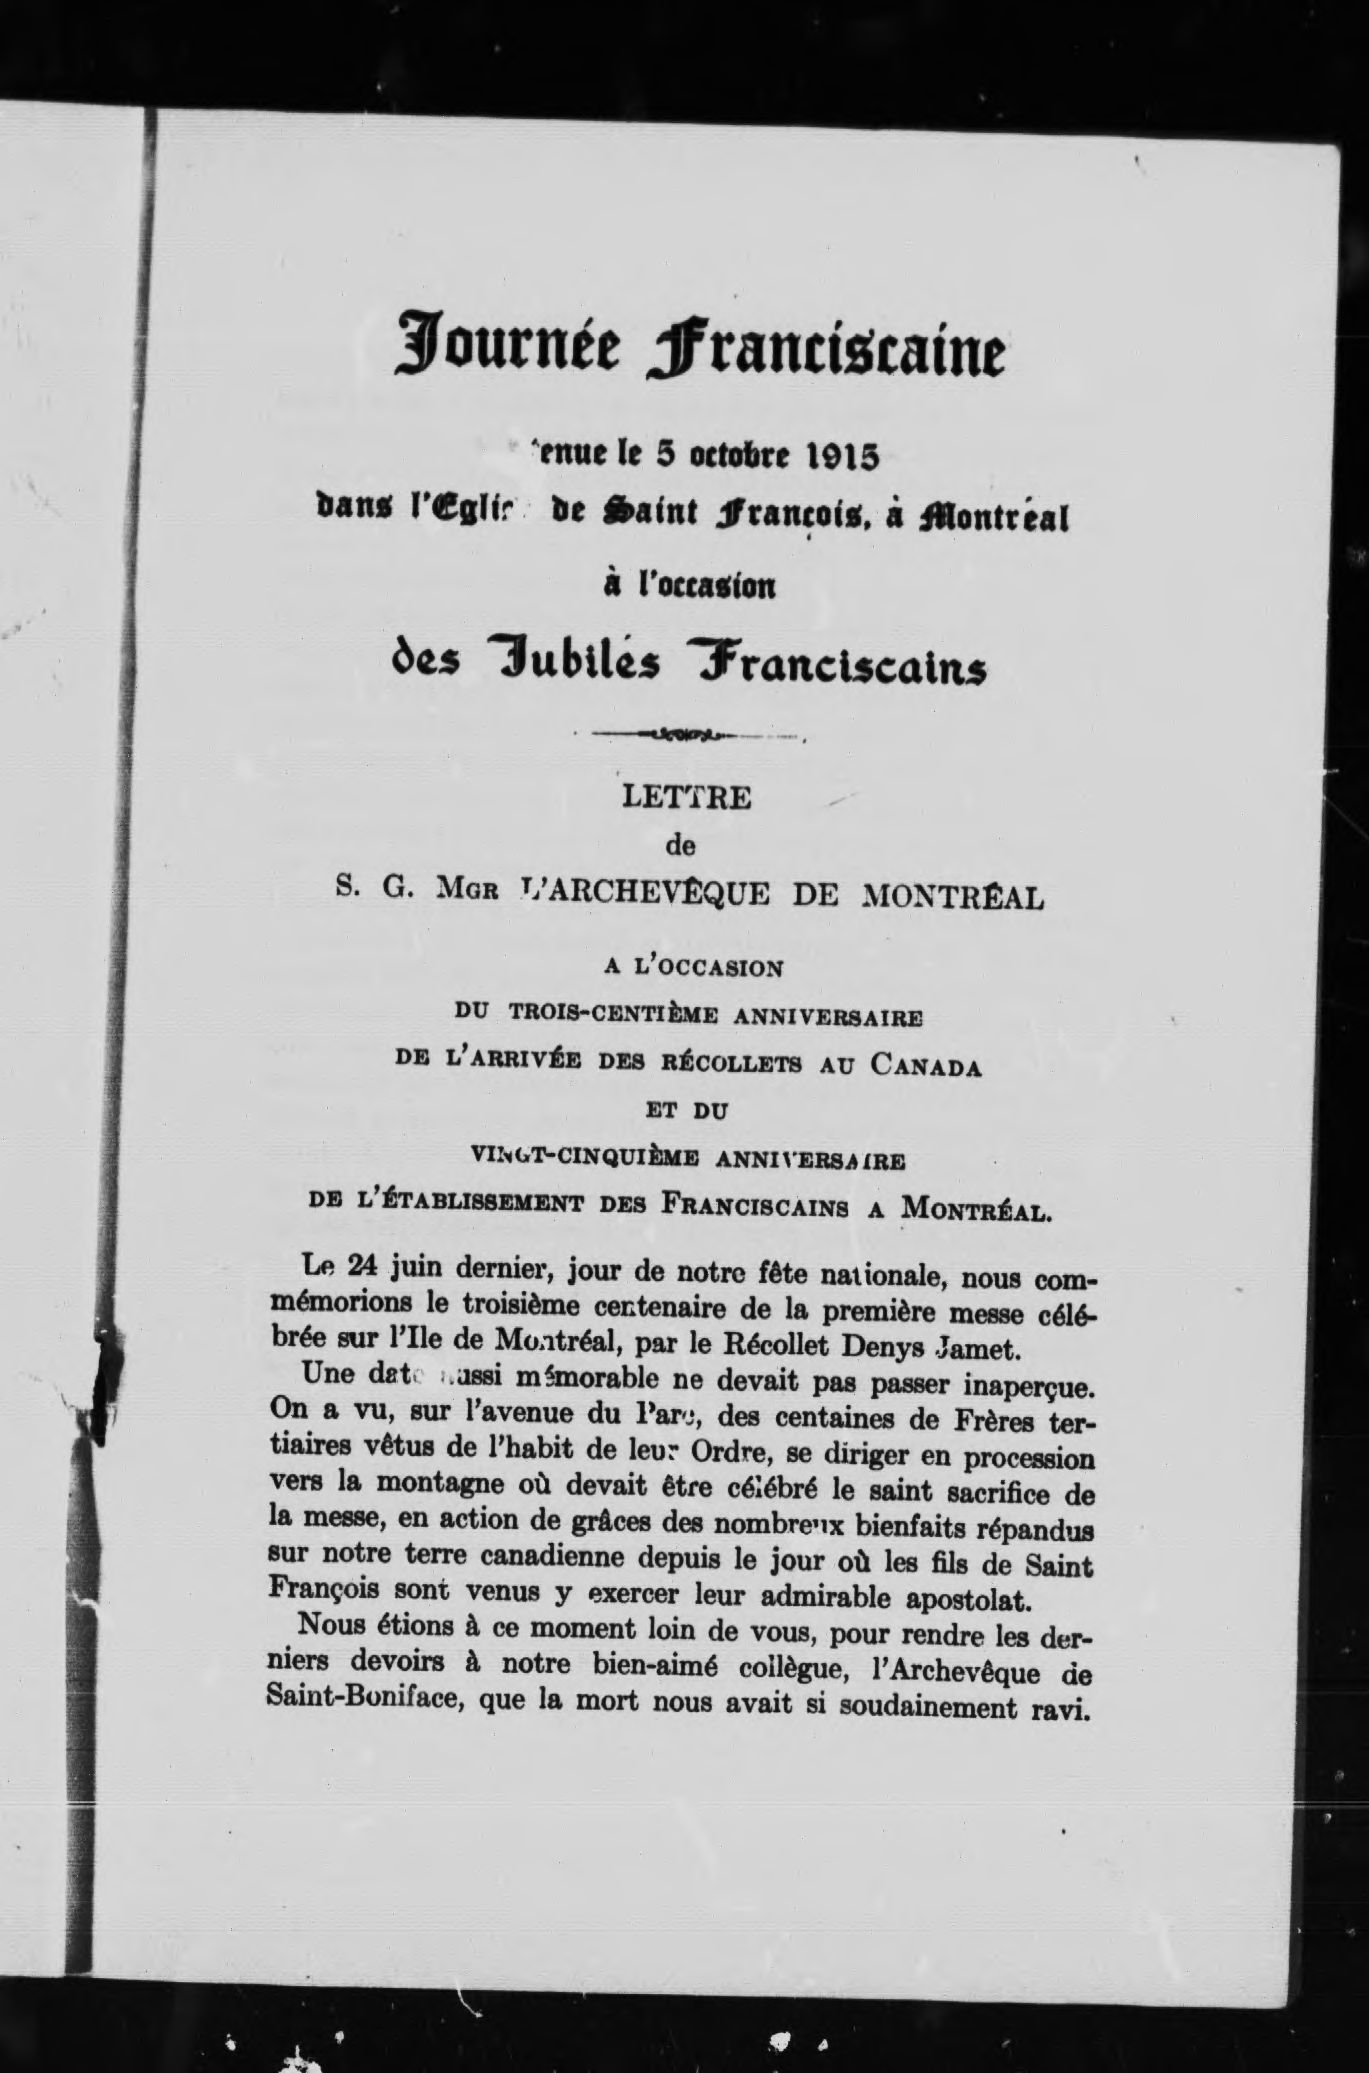 Journée Franciscaine
tenue le 5 octobre 1915
dans l'Eglise de Saint François, à Montréal
à l'occasion
des Jubilés Franciscains
LETTRE
de
S. G. MGR L'ARCHEVÊQUE DE MONTRÉAL
A L'OCCASION
DU TROIS-CENTIÈME ANNIVERSAIRE
DE L'ARRIVÉE DES RÉCOLLETS AU CANADA
ET DU
VINGT-CINQUIÈME ANNIVERSAIRE
DE L'ÉTABLISSEMENT DES FRANCISCAINS A MONTRÉAL.
Le 24 juin dernier, jour de notre fête nationale, nous com-
mémorions le troisième centenaire de la première messe célé-
brée sur l'Ile de Montréal, par le Récollet Denys Jamet.
Une date aussi mémorable ne devait pas passer inaperçue.
On a vu, sur l'avenue du Parc, des centaines de Frères ter-
tiaires vêtus de l'habit de leur Ordre, se diriger en procession
vers la montagne où devait être célébré le saint sacrifice de
la messe, en action de grâces des nombreux bienfaits répandus
sur notre terre canadienne depuis le jour où les fils de Saint
François sont venus y exercer leur admirable apostolat.
Nous étions à ce moment loin de vous, pour rendre les der-
niers devoirs à notre bien-aimé collègue, l'Archevêque de
Saint-Boniface, que la mort nous avait si soudainement ravi.